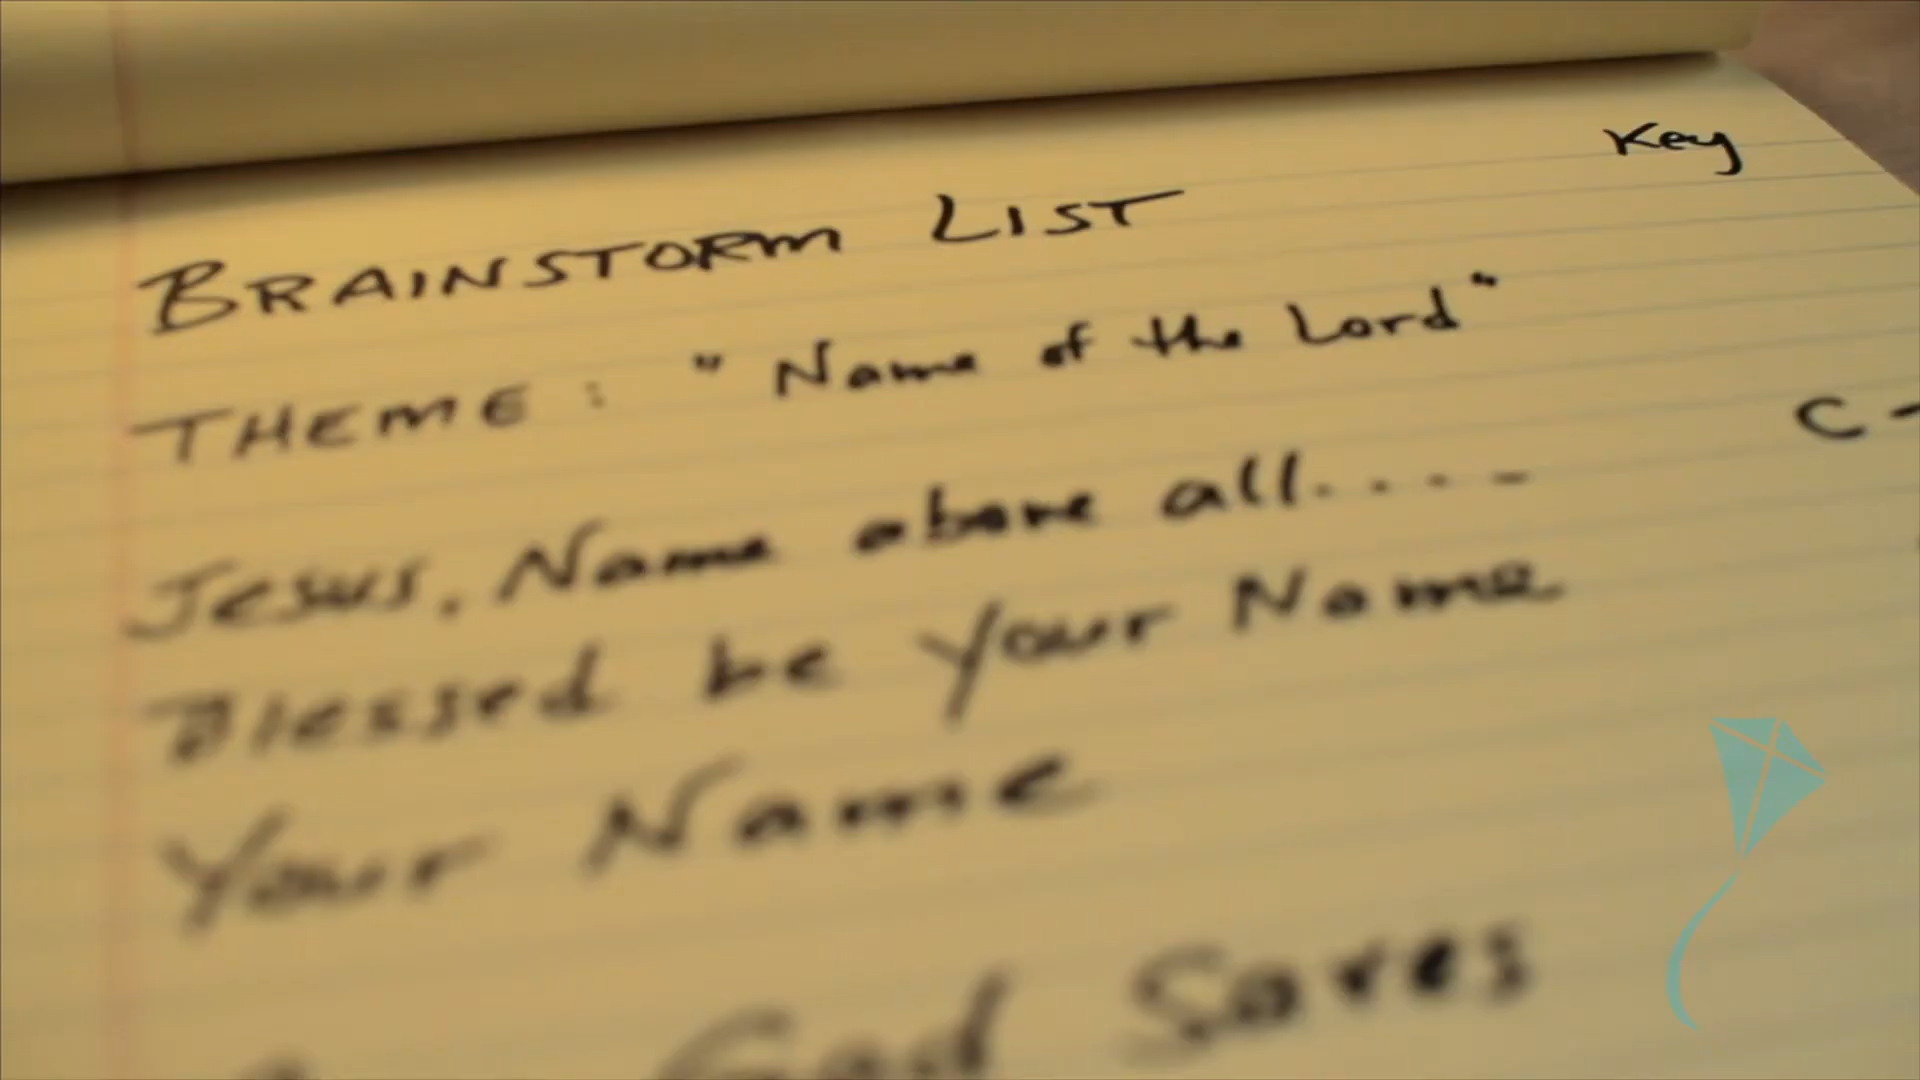 Key
BRAINSTORM LIST
THEME: "Name of the Lord"
C -
Jesus, Name above all....
Blessed be Your Name
Your Name
God Saves